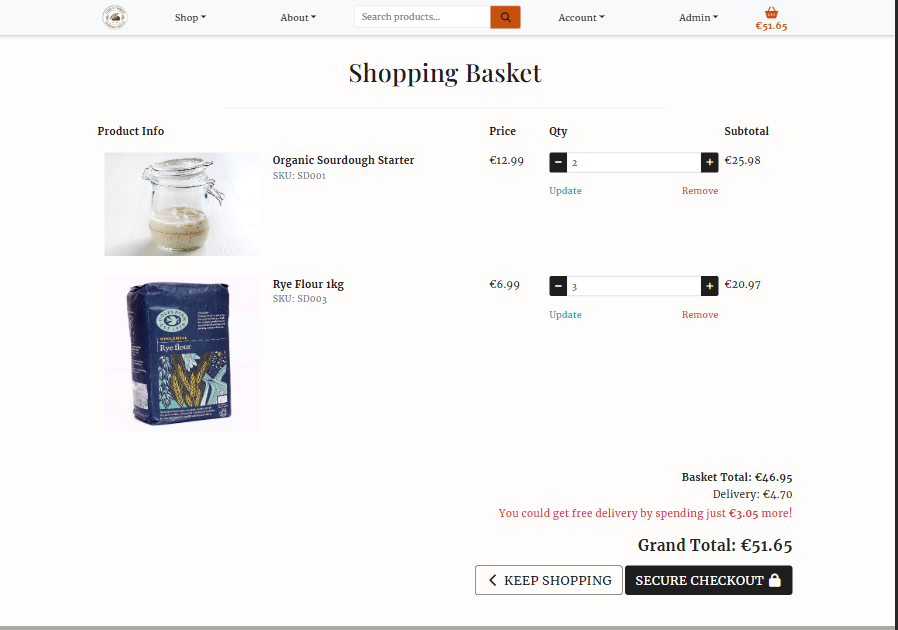 Shop About Search products... Account Admin
€51.65
Shopping Basket
Product Info Price Qty Subtotal
Organic Sourdough Starter €12.99 2 €25.98
SKU: SD001
Update Remove
Rye Flour 1kg €6.99 3 €20.97
SKU: SD003
Update Remove
Rye flour
Basket Total: €46.95
Delivery: €4.70
You could get free delivery by spending just €3.05 more!
Grand Total: €51.65
KEEP SHOPPING SECURE CHECKOUT